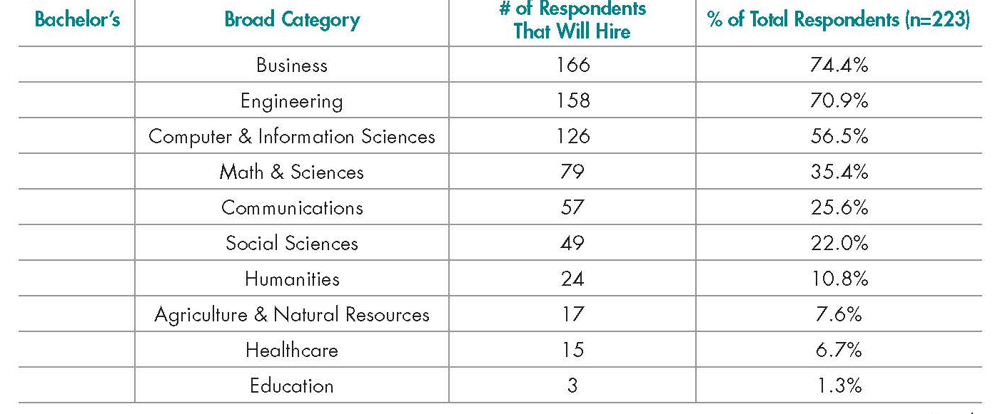 Bachelor's Broad Category # of Respondents That Will Hire % of Total Respondents (n=223)
Business 166 74.4%
Engineering 158 70.9%
Computer & Information Sciences 126 56.5%
Math & Sciences 79 35.4%
Communications 57 25.6%
Social Sciences 49 22.0%
Humanities 24 10.8%
Agriculture & Natural Resources 17 7.6%
Healthcare 15 6.7%
Education 3 1.3%